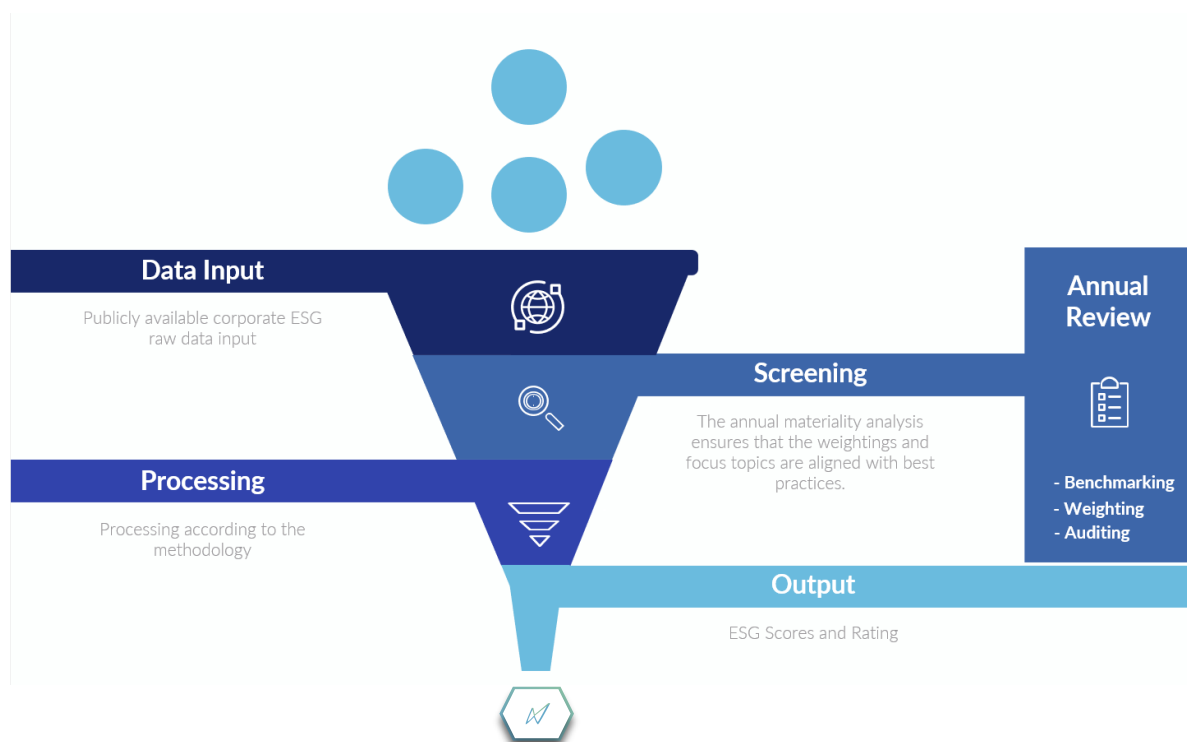 Data Input
Publicly available corporate ESG
raw data input
Annual
Review
Screening
The annual materiality analysis
ensures that the weightings and
focus topics are aligned with best
practices.
Processing
Processing according to the
methodology
- Benchmarking
- Weighting
- Auditing
Output
ESG Scores and Rating